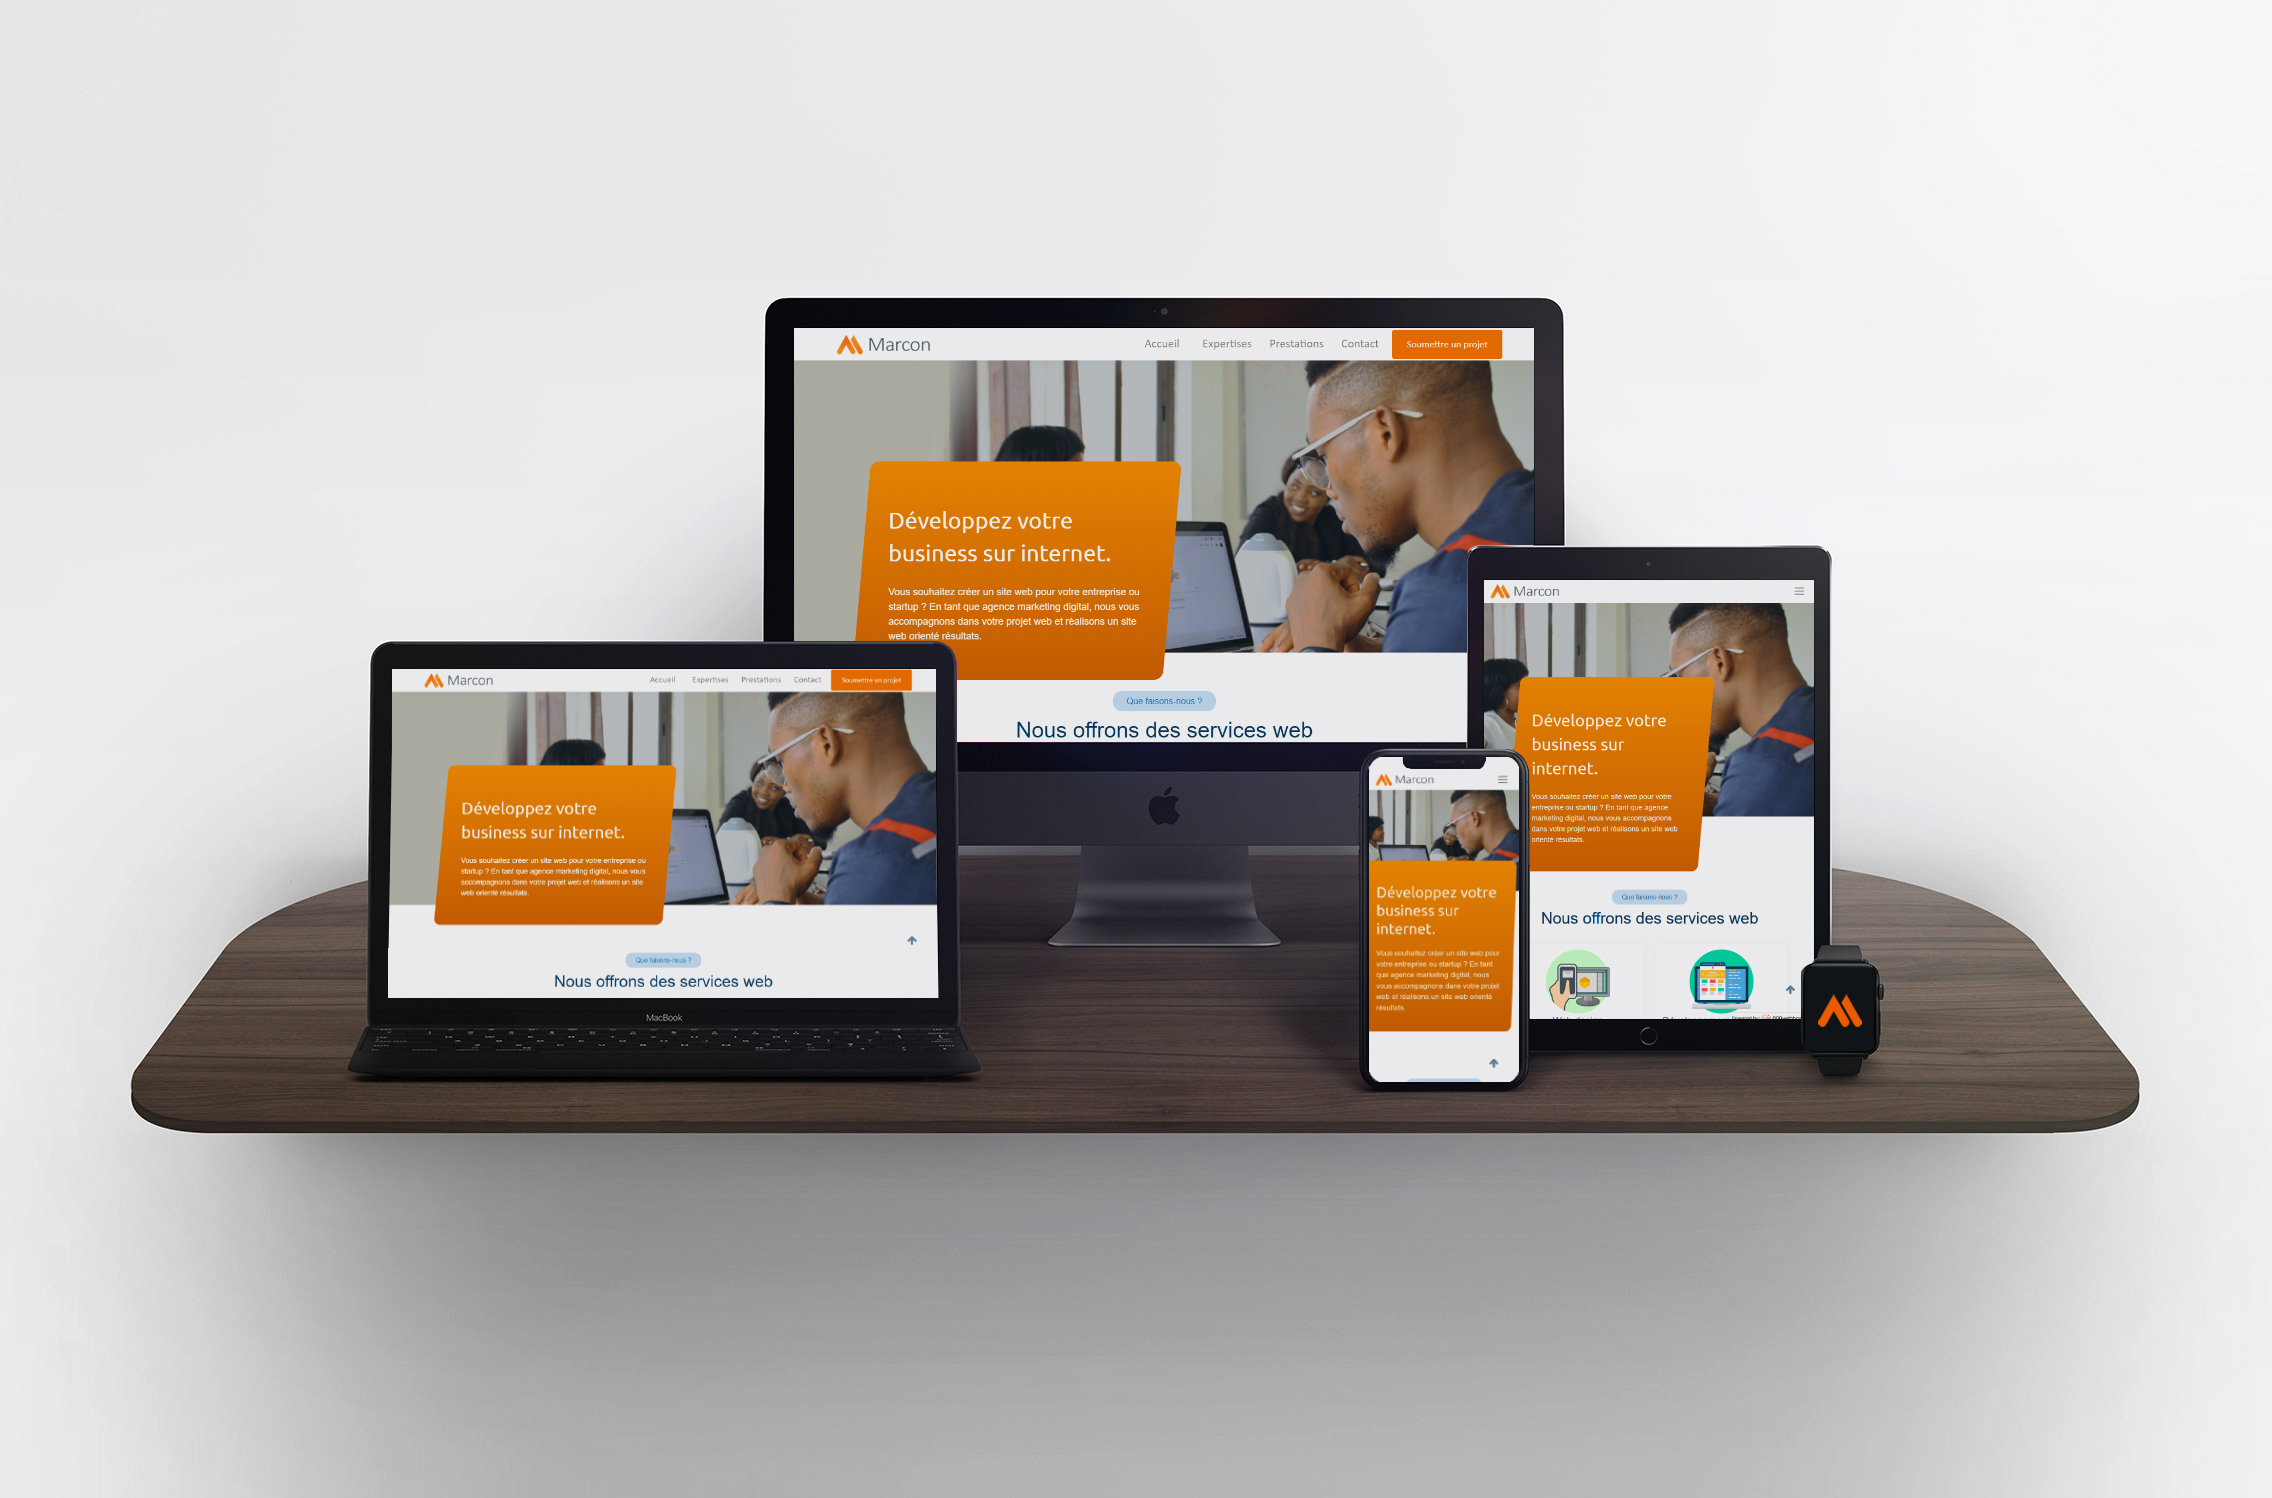 Marcon
Accueil Expertises Prestations Contact Soumettre un projet
Développez votre
business sur internet.
Vous souhaitez créer un site web pour votre entreprise ou
startup ? En tant que agence marketing digital, nous vous
accompagnons dans votre projet web et réalisons un site
web orienté résultats.
Que faisons-nous ?
Nous offrons des services web
Marcon
Accueil Expertises Prestations Contact Soumettre un projet
Développez votre
business sur internet.
Vous souhaitez créer un site web pour votre entreprise ou
startup ? En tant que agence marketing digital, nous vous
accompagnons dans votre projet web et réalisons un site
web orienté résultats.
Que faisons-nous ?
Nous offrons des services web
MacBook
Marcon
Développez votre
business sur
internet.
Vous souhaitez créer un site web pour
votre entreprise ou startup ? En tant
que agence marketing digital, nous
vous accompagnons dans votre projet
web et réalisons un site web orienté
résultats.
Marcon
Développez votre
business sur
internet.
Vous souhaitez créer un site web pour votre
entreprise ou startup ? En tant que agence
marketing digital, nous vous accompagnons
dans votre projet web et réalisons un site web
orienté résultats.
Que faisons-nous ?
Nous offrons des services web